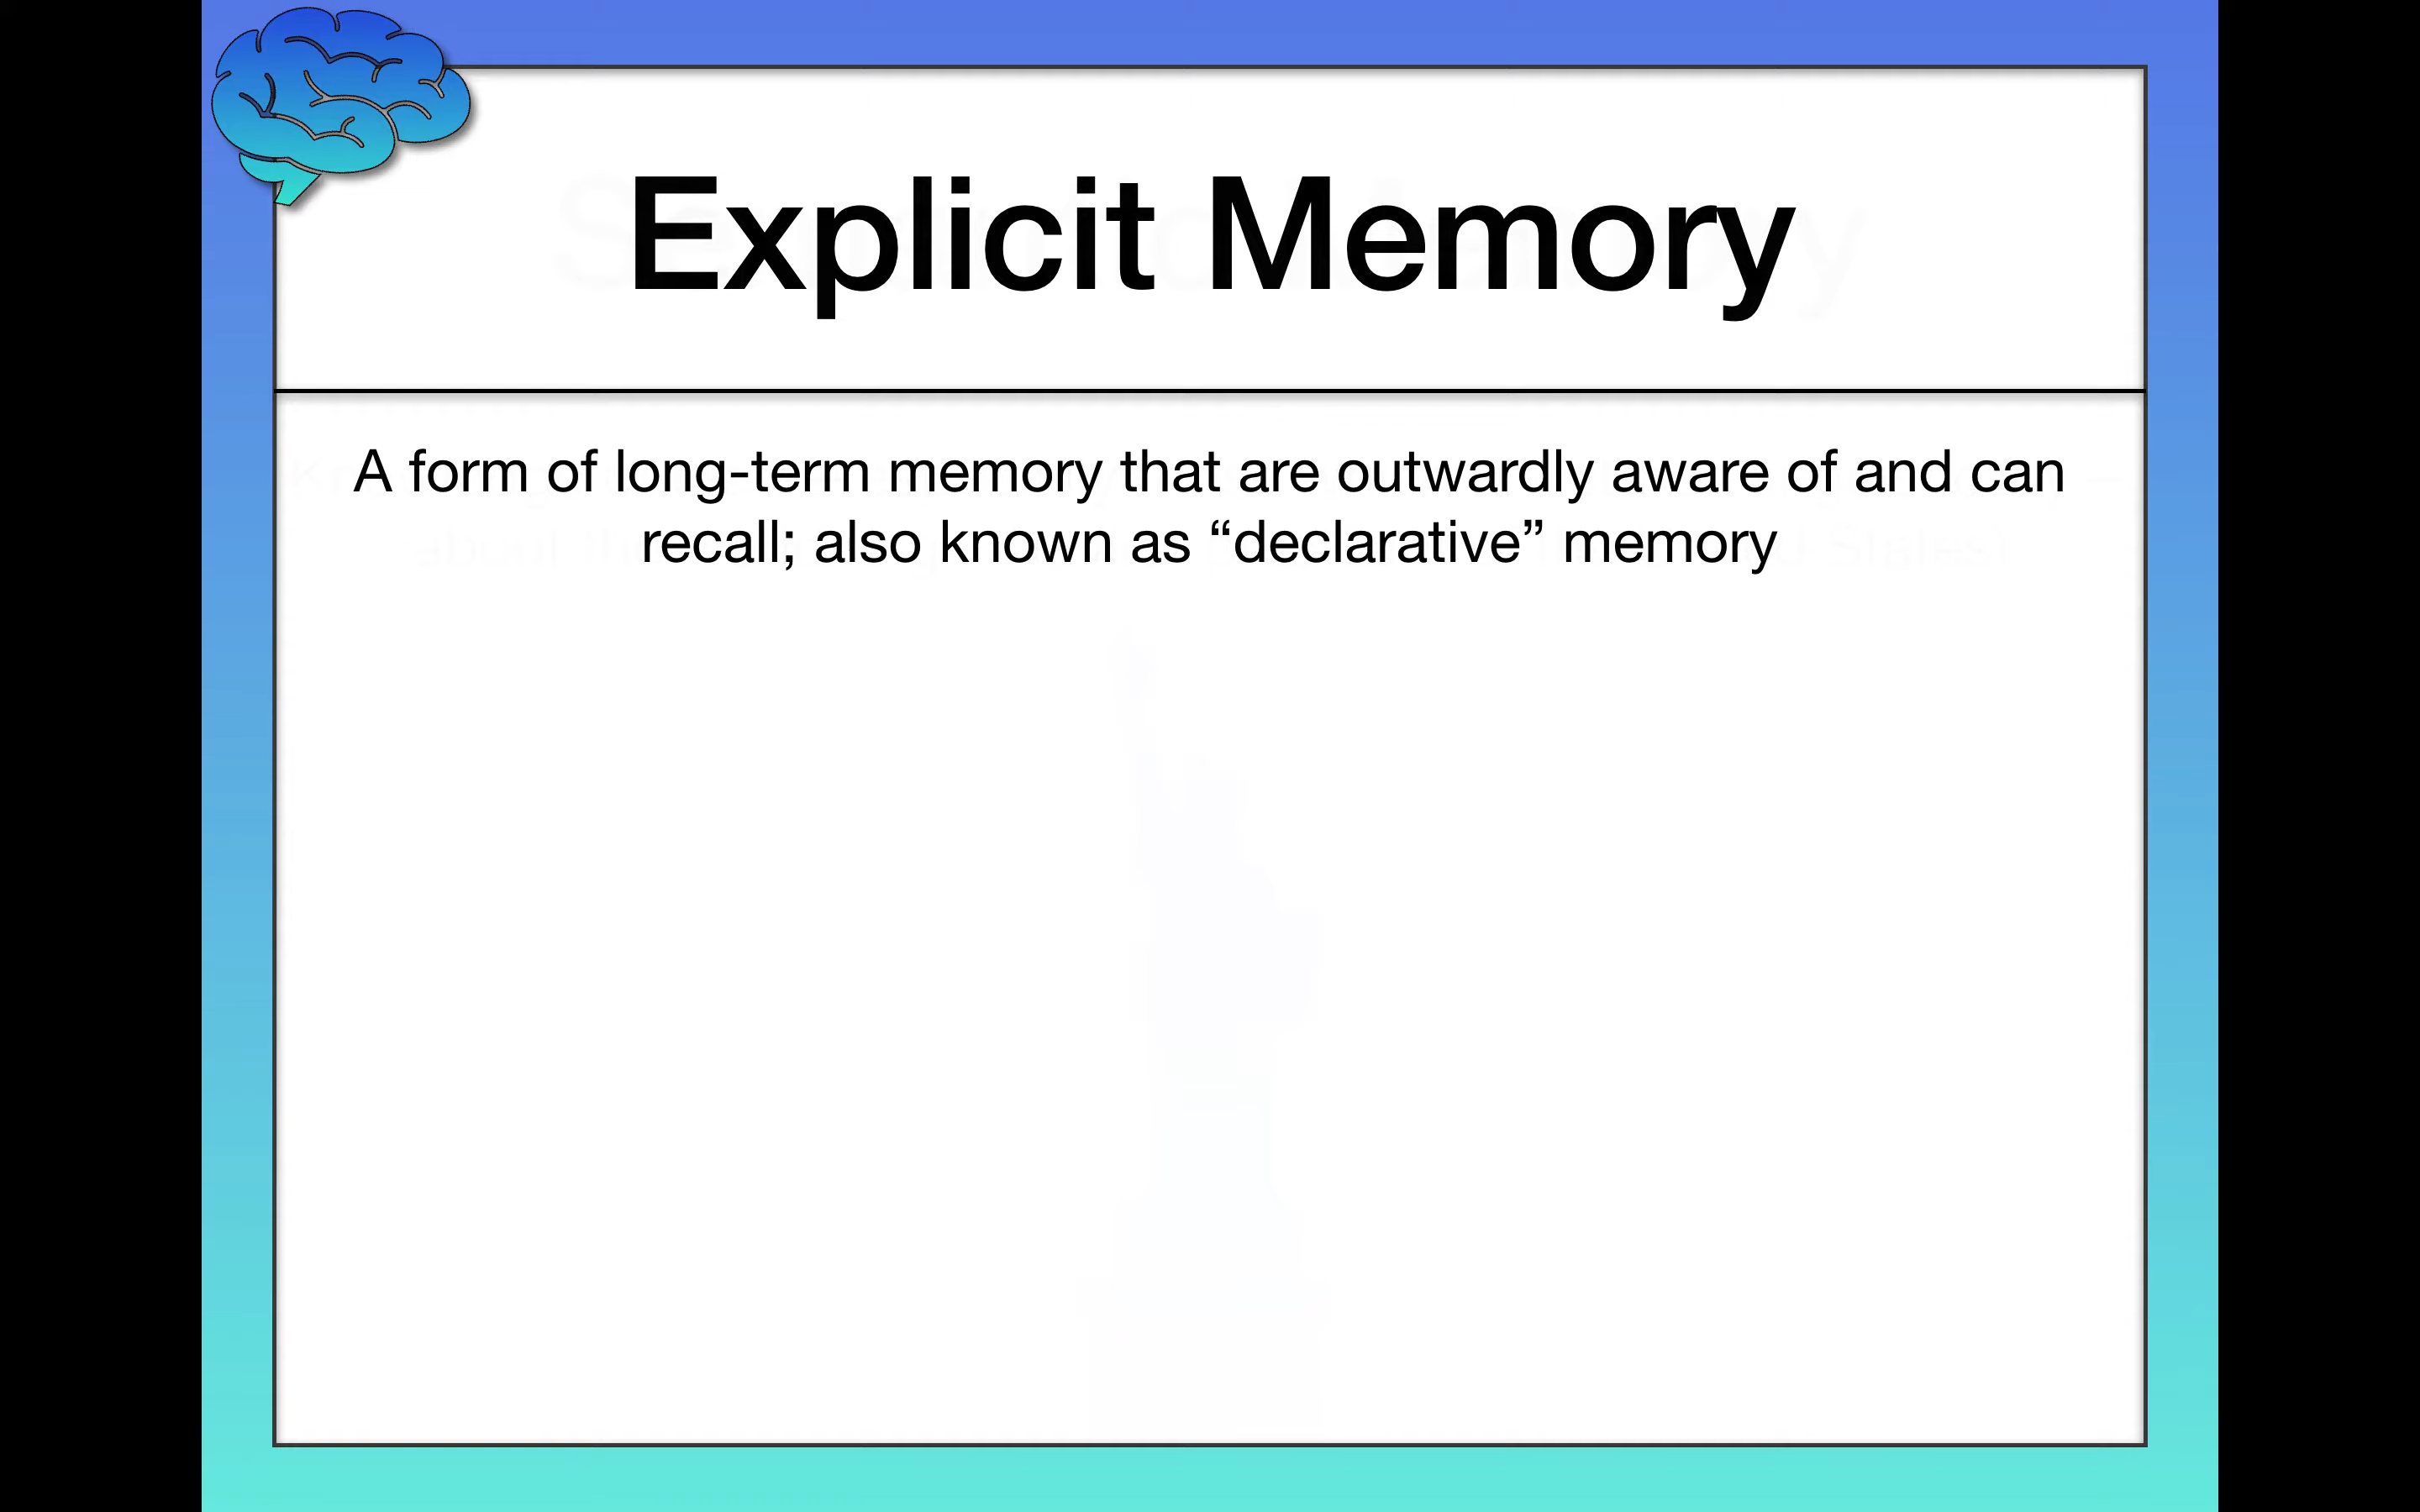 Explicit Memory
A form of long-term memory that are outwardly aware of and can
recall; also known as “declarative” memory